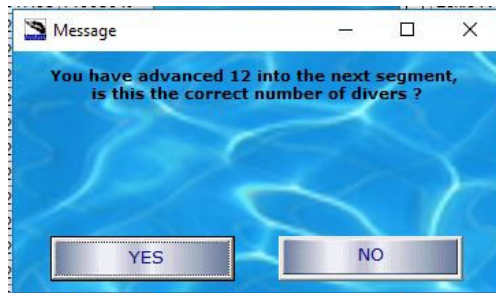 Message
You have advanced 12 into the next segment,
is this the correct number of divers ?
YES
NO